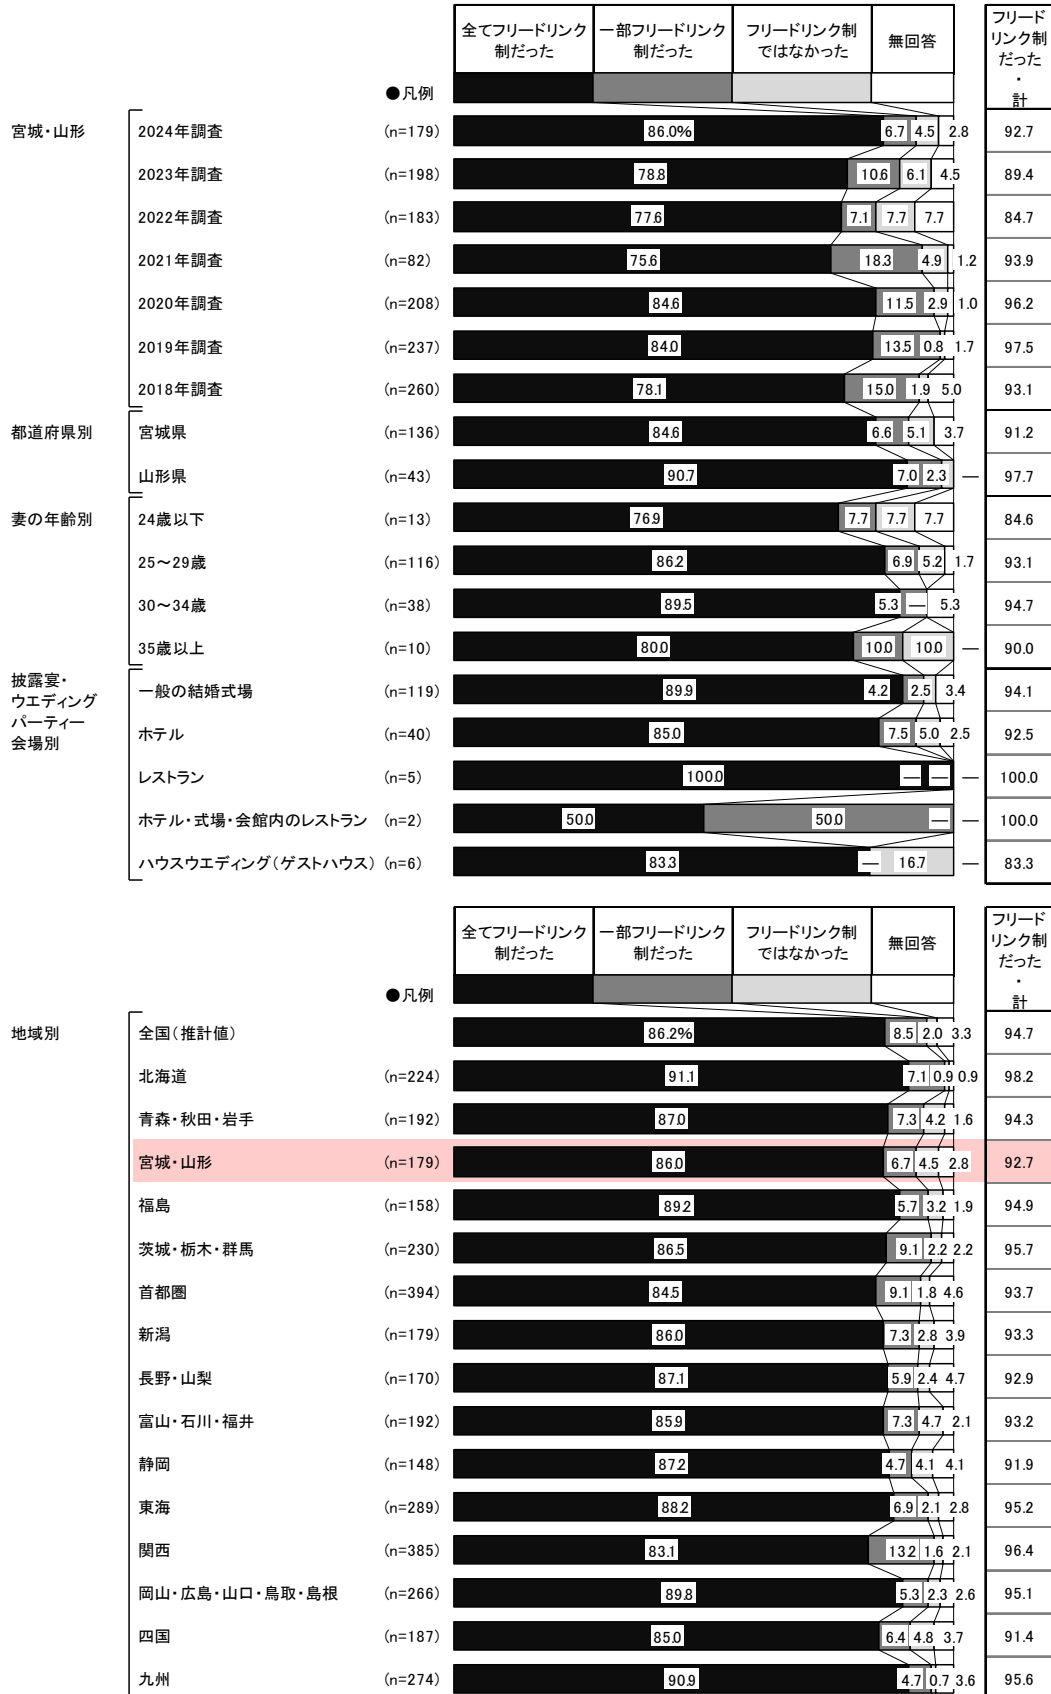 全てフリードリンク制だった 一部フリードリンク制だった フリードリンク制ではなかった 無回答 フリードリンク制だった・計
●凡例
宮城・山形 2024年調査 (n=179) 86.0% 6.7 4.5 2.8 92.7
2023年調査 (n=198) 78.8 10.6 6.1 4.5 89.4
2022年調査 (n=183) 77.6 7.1 7.7 7.7 84.7
2021年調査 (n=82) 75.6 18.3 4.9 1.2 93.9
2020年調査 (n=208) 84.6 11.5 2.9 1.0 96.2
2019年調査 (n=237) 84.0 13.5 0.8 1.7 97.5
2018年調査 (n=260) 78.1 15.0 1.9 5.0 93.1
都道府県別 宮城県 (n=136) 84.6 6.6 5.1 3.7 91.2
山形県 (n=43) 90.7 7.0 2.3 — 97.7
妻の年齢別 24歳以下 (n=13) 76.9 7.7 7.7 7.7 84.6
25～29歳 (n=116) 86.2 6.9 5.2 1.7 93.1
30～34歳 (n=38) 89.5 5.3 — 5.3 94.7
35歳以上 (n=10) 80.0 10.0 10.0 — 90.0
披露宴・ウエディングパーティー会場別 一般の結婚式場 (n=119) 89.9 4.2 2.5 3.4 94.1
ホテル (n=40) 85.0 7.5 5.0 2.5 92.5
レストラン (n=5) 100.0 — — — 100.0
ホテル・式場・会館内のレストラン (n=2) 50.0 50.0 — — 100.0
ハウスウエディング(ゲストハウス) (n=6) 83.3 — 16.7 — 83.3
全てフリードリンク制だった 一部フリードリンク制だった フリードリンク制ではなかった 無回答 フリードリンク制だった・計
●凡例
地域別 全国(推計値) 86.2% 8.5 2.0 3.3 94.7
北海道 (n=224) 91.1 7.1 0.9 0.9 98.2
青森・秋田・岩手 (n=192) 87.0 7.3 4.2 1.6 94.3
宮城・山形 (n=179) 86.0 6.7 4.5 2.8 92.7
福島 (n=158) 89.2 5.7 3.2 1.9 94.9
茨城・栃木・群馬 (n=230) 86.5 9.1 2.2 2.2 95.7
首都圏 (n=394) 84.5 9.1 1.8 4.6 93.7
新潟 (n=179) 86.0 7.3 2.8 3.9 93.3
長野・山梨 (n=170) 87.1 5.9 2.4 4.7 92.9
富山・石川・福井 (n=192) 85.9 7.3 4.7 2.1 93.2
静岡 (n=148) 87.2 4.7 4.1 4.1 91.9
東海 (n=289) 88.2 6.9 2.1 2.8 95.2
関西 (n=385) 83.1 13.2 1.6 2.1 96.4
岡山・広島・山口・鳥取・島根 (n=266) 89.8 5.3 2.3 2.6 95.1
四国 (n=187) 85.0 6.4 4.8 3.7 91.4
九州 (n=274) 90.9 4.7 0.7 3.6 95.6